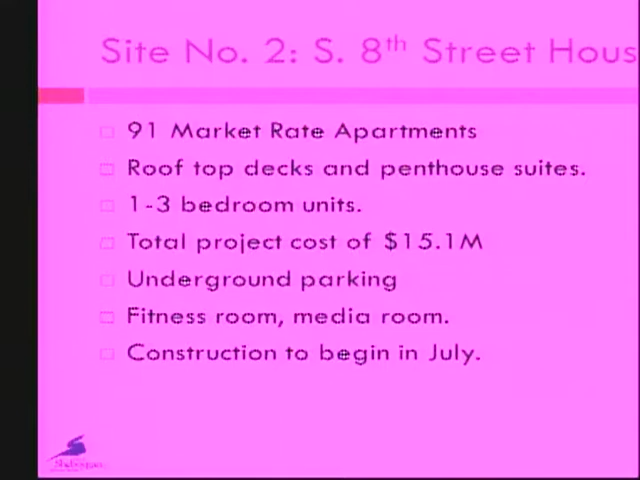 Site No. 2: S. 8th Street Hous
91 Market Rate Apartments
Roof top decks and penthouse suites.
1-3 bedroom units.
Total project cost of $15.1M
Underground parking
Fitness room, media room.
Construction to begin in July.
Sheboygan